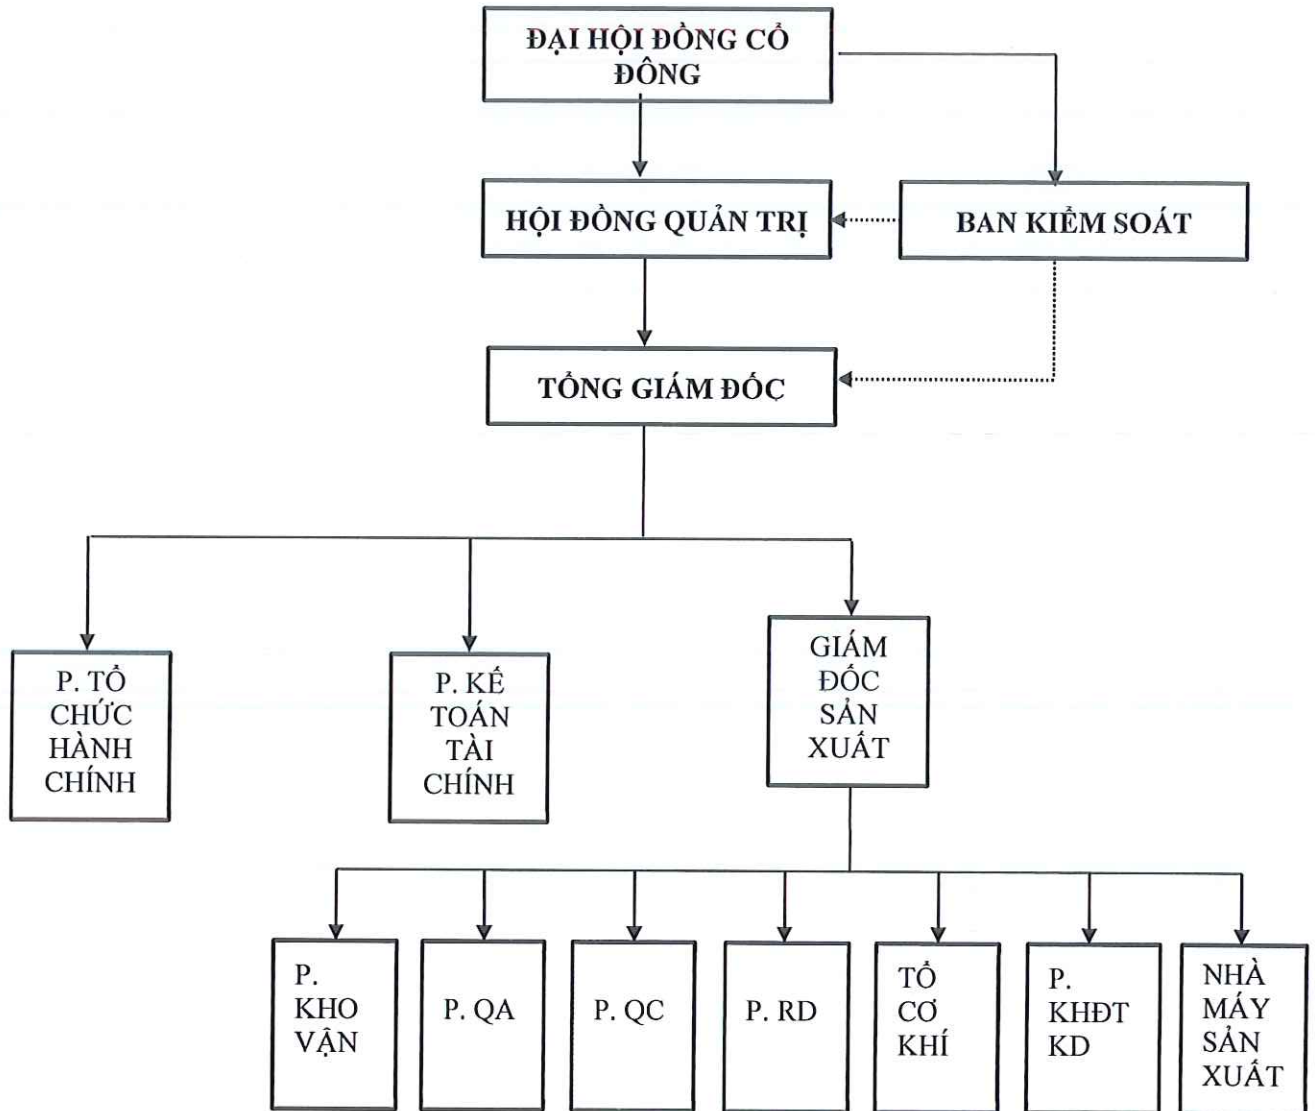 ĐẠI HỘI ĐỒNG CỔ
ĐÔNG
HỘI ĐỒNG QUẢN TRỊ
BAN KIỂM SOÁT
TỔNG GIÁM ĐỐC
P. TỔ
CHỨC
HÀNH
CHÍNH
P. KẾ
TOÁN
TÀI
CHÍNH
GIÁM
ĐỐC
SẢN
XUẤT
P.
KHO
VẬN
P. QA
P. QC
P. RD
TỔ
CƠ
KHÍ
P.
KHĐT
KD
NHÀ
MÁY
SẢN
XUẤT